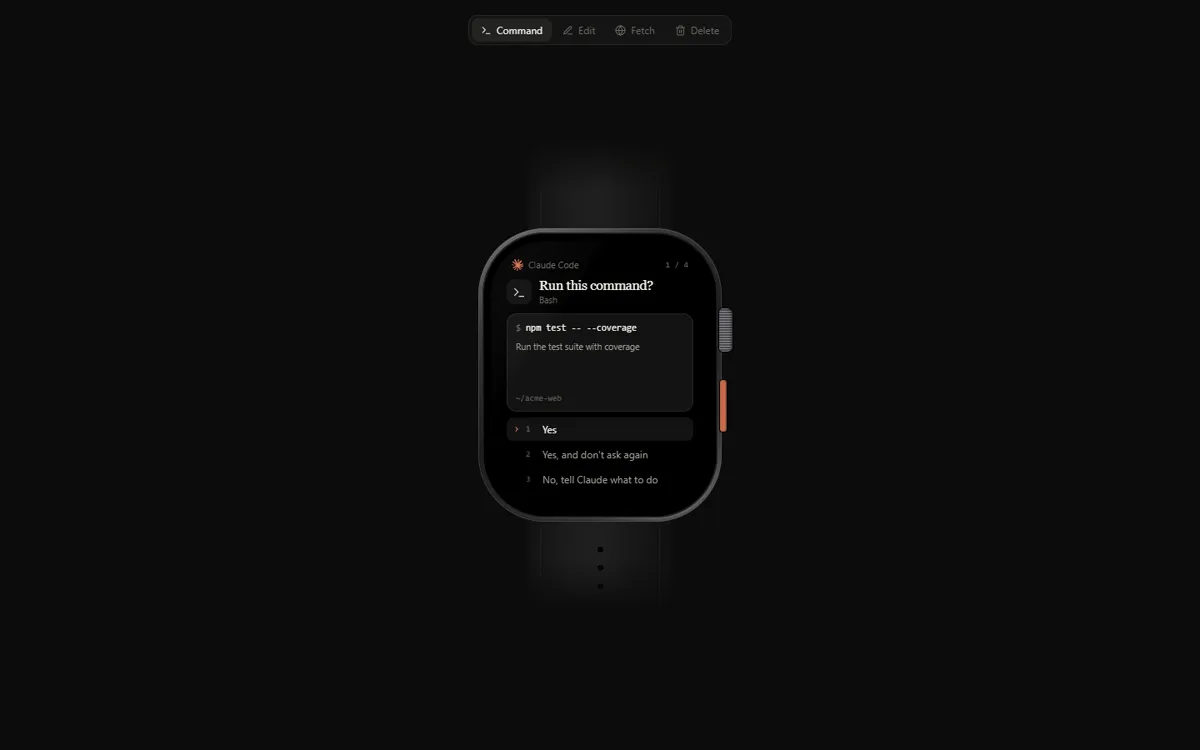 Command Edit Fetch Delete
Claude Code 1 / 4
Run this command?
Bash
$ npm test -- --coverage
Run the test suite with coverage
~/acme-web
› 1 Yes
2 Yes, and don't ask again
3 No, tell Claude what to do